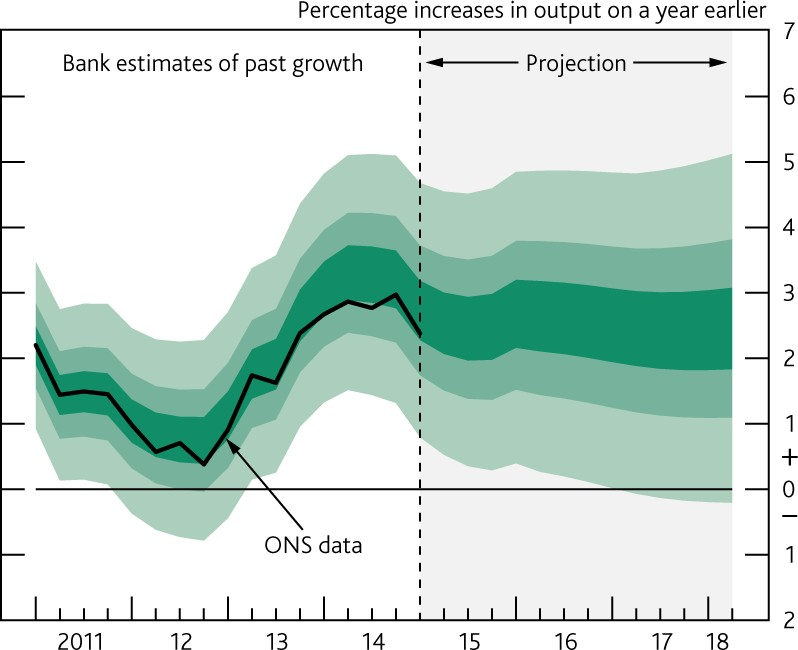 Percentage increases in output on a year earlier
Bank estimates of past growth
Projection
7
6
5
4
3
2
1
+
0
–
1
2
ONS data
2011 12 13 14 15 16 17 18